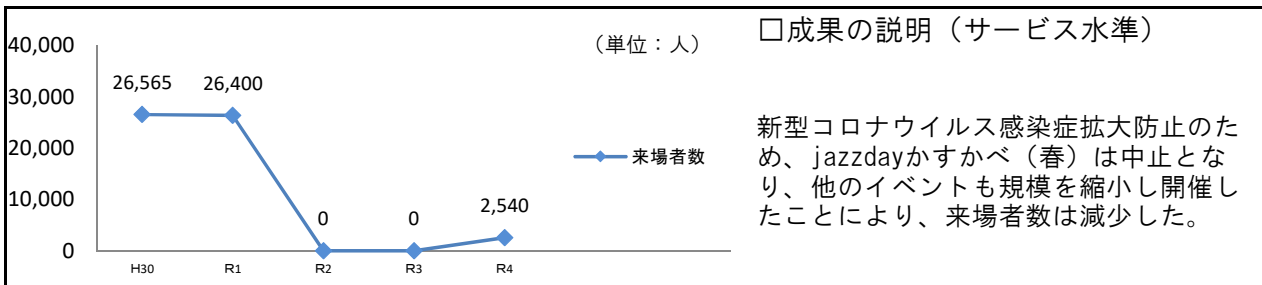 40,000
30,000
20,000
10,000
0
（単位：人）
26,565
26,400
0
0
2,540
来場者数
H30
R1
R2
R3
R4
□成果の説明（サービス水準）
新型コロナウイルス感染症拡大防止のた
め、jazzdayかすかべ（春）は中止とな
り、他のイベントも規模を縮小し開催し
たことにより、来場者数は減少した。